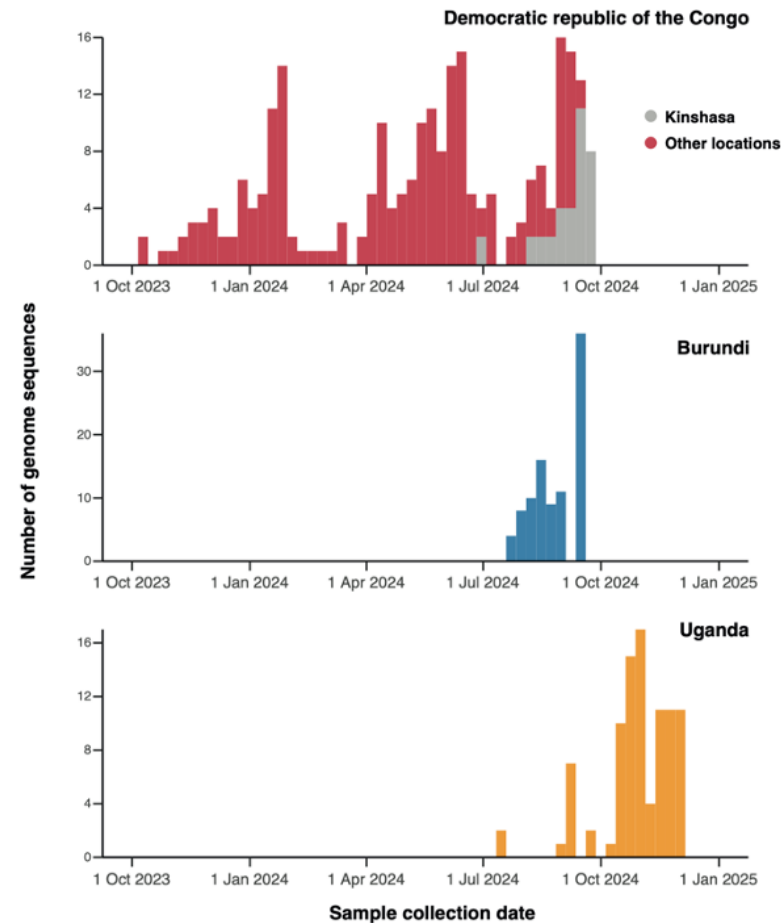 Democratic republic of the Congo
16
12
8
4
0
Kinshasa
Other locations
1 Oct 2023 1 Jan 2024 1 Apr 2024 1 Jul 2024 1 Oct 2024 1 Jan 2025
Number of genome sequences
Burundi
30
20
10
0
1 Oct 2023 1 Jan 2024 1 Apr 2024 1 Jul 2024 1 Oct 2024 1 Jan 2025
Uganda
16
12
8
4
0
1 Oct 2023 1 Jan 2024 1 Apr 2024 1 Jul 2024 1 Oct 2024 1 Jan 2025
Sample collection date